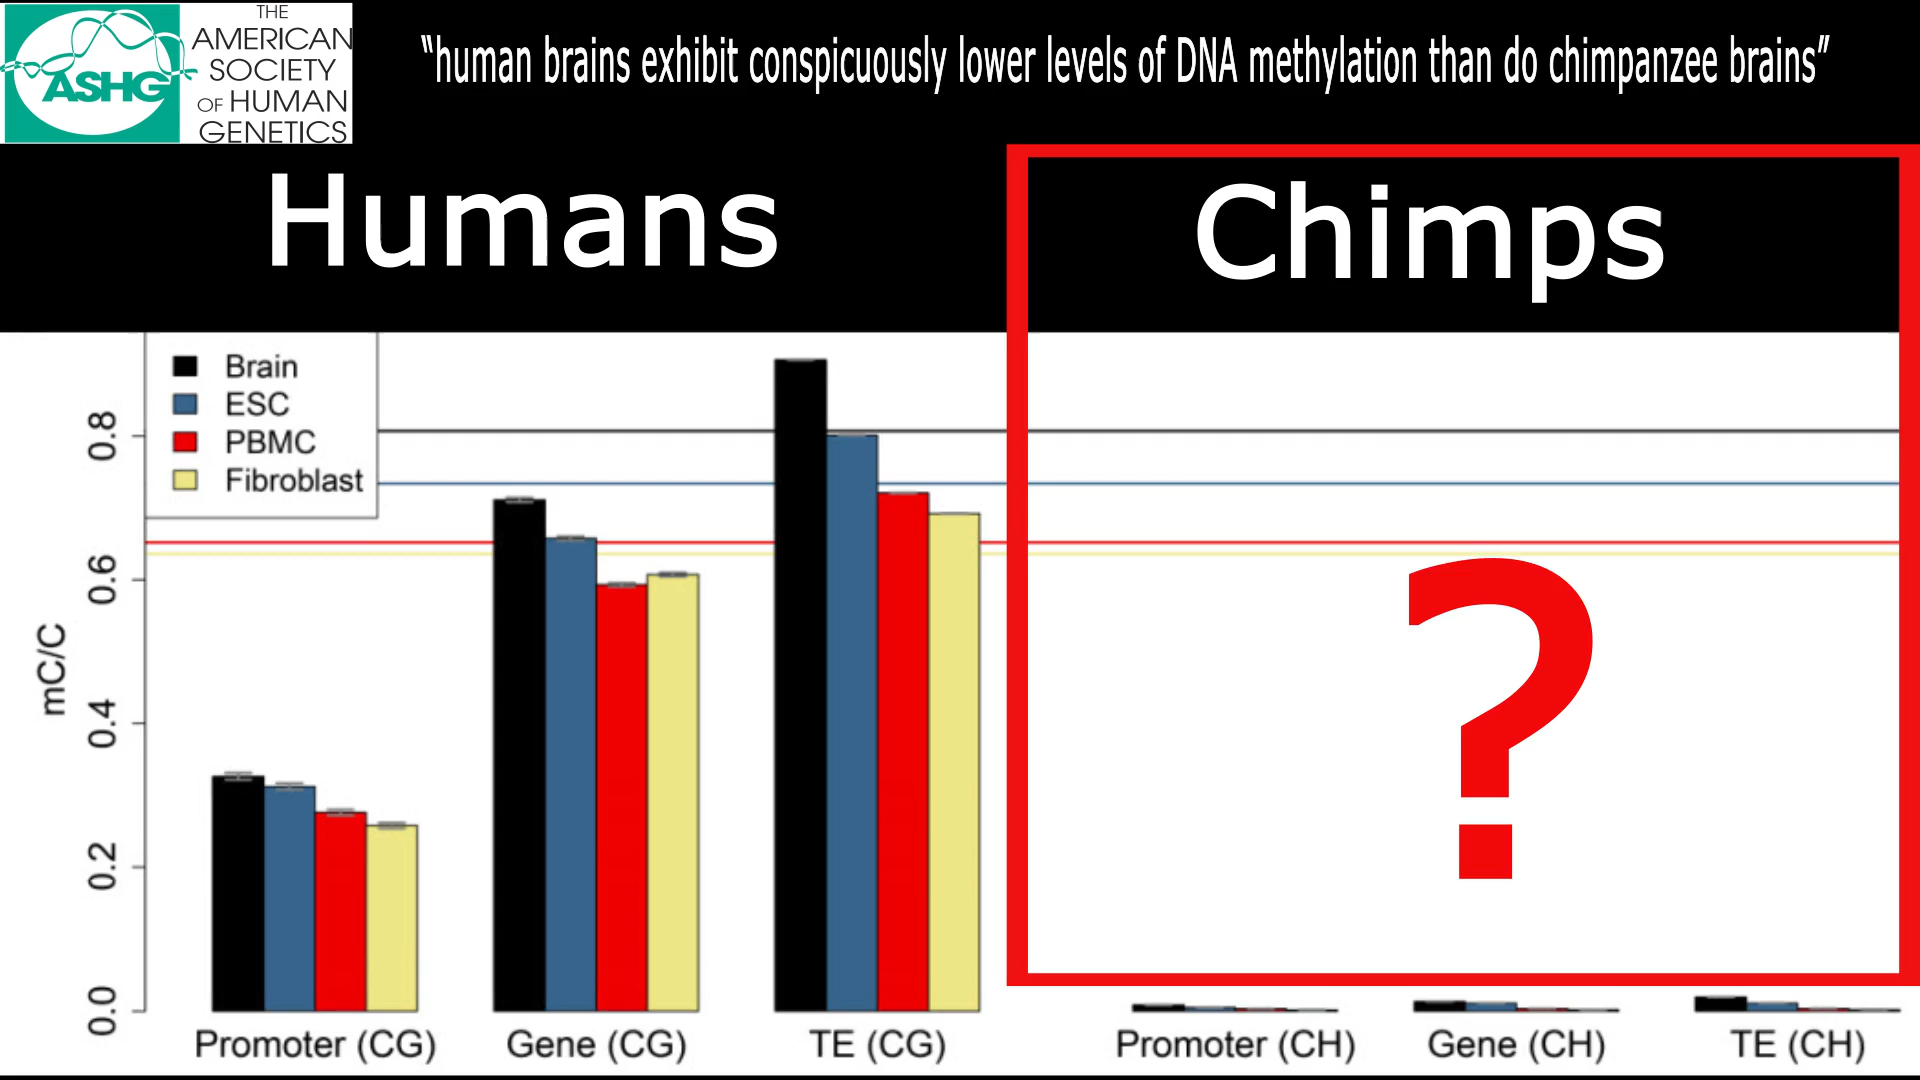 THE
AMERICAN
SOCIETY
OF HUMAN
GENETICS
ASHG
“human brains exhibit conspicuously lower levels of DNA methylation than do chimpanzee brains”
Humans
Chimps
Brain
ESC
PBMC
Fibroblast
mC/C
0.8
0.6
0.4
0.2
0.0
?
Promoter (CG)
Gene (CG)
TE (CG)
Promoter (CH)
Gene (CH)
TE (CH)